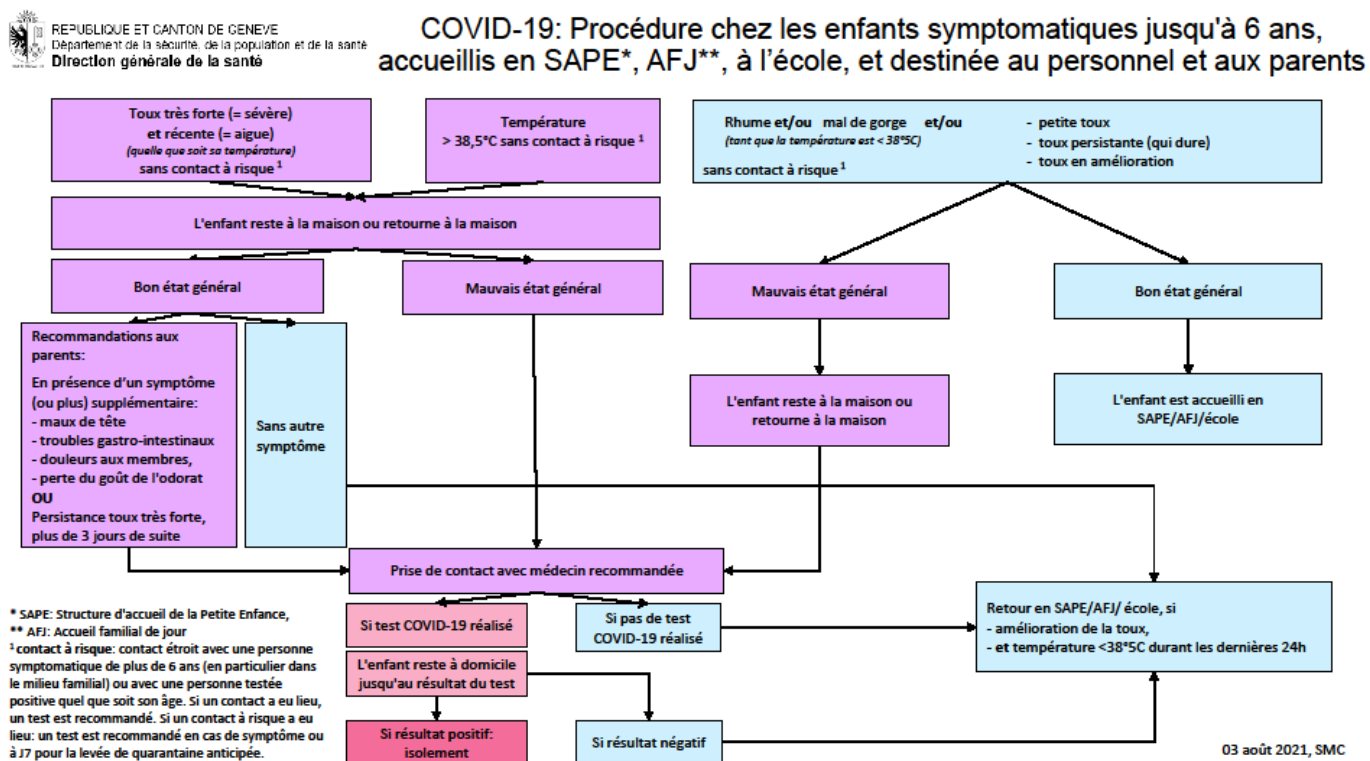 REPUBLIQUE ET CANTON DE GENEVE
Département de la sécurité, de la population et de la santé
Direction générale de la santé
COVID-19: Procédure chez les enfants symptomatiques jusqu'à 6 ans,
accueillis en SAPE*, AFJ**, à l'école, et destinée au personnel et aux parents
Toux très forte (= sévère)
et récente (= aigue)
(quelle que soit sa température)
sans contact à risque ¹
Température
> 38,5°C sans contact à risque ¹
Rhume et/ou mal de gorge et/ou
(tant que la température est < 38°5C)
sans contact à risque ¹
- petite toux
- toux persistante (qui dure)
- toux en amélioration
L'enfant reste à la maison ou retourne à la maison
Bon état général
Mauvais état général
Mauvais état général
Bon état général
Recommandations aux
parents:
En présence d'un symptôme
(ou plus) supplémentaire:
- maux de tête
- troubles gastro-intestinaux
- douleurs aux membres,
- perte du goût de l'odorat
OU
Persistance toux très forte,
plus de 3 jours de suite
Sans autre
symptôme
L'enfant reste à la maison ou
retourne à la maison
L'enfant est accueilli en
SAPE/AFJ/école
Prise de contact avec médecin recommandée
Si test COVID-19 réalisé
Si pas de test
COVID-19 réalisé
L'enfant reste à domicile
jusqu'au résultat du test
Si résultat positif:
isolement
Si résultat négatif
Retour en SAPE/AFJ/ école, si
- amélioration de la toux,
- et température <38°5C durant les dernières 24h
* SAPE: Structure d'accueil de la Petite Enfance,
** AFJ: Accueil familial de jour
¹ contact à risque: contact étroit avec une personne
symptomatique de plus de 6 ans (en particulier dans
le milieu familial) ou avec une personne testée
positive quel que soit son âge. Si un contact a eu lieu,
un test est recommandé. Si un contact à risque a eu
lieu: un test est recommandé en cas de symptôme ou
à J7 pour la levée de quarantaine anticipée.
03 août 2021, SMC